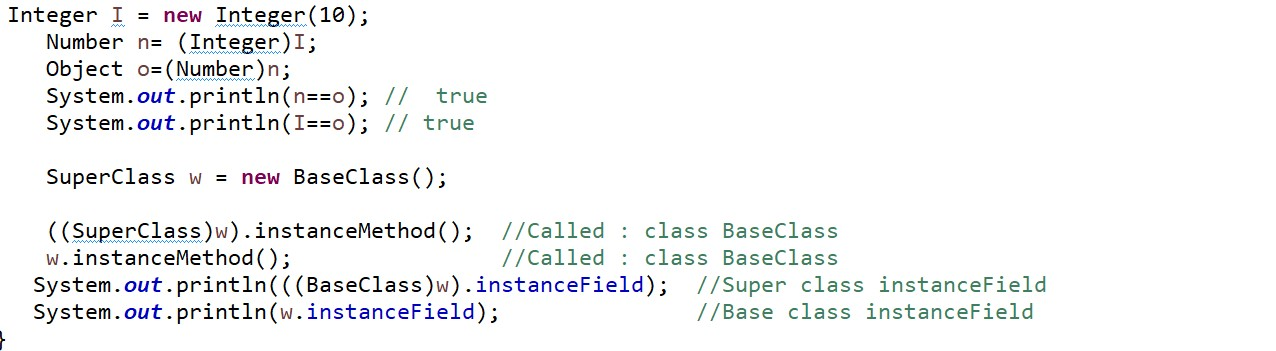 Integer I = new Integer(10);
Number n= (Integer)I;
Object o=(Number)n;
System.out.println(n==o); //  true
System.out.println(I==o); // true
SuperClass w = new BaseClass();
((SuperClass)w).instanceMethod();  //Called : class BaseClass
w.instanceMethod();                //Called : class BaseClass
System.out.println(((BaseClass)w).instanceField);  //Super class instanceField
System.out.println(w.instanceField);               //Base class instanceField
}